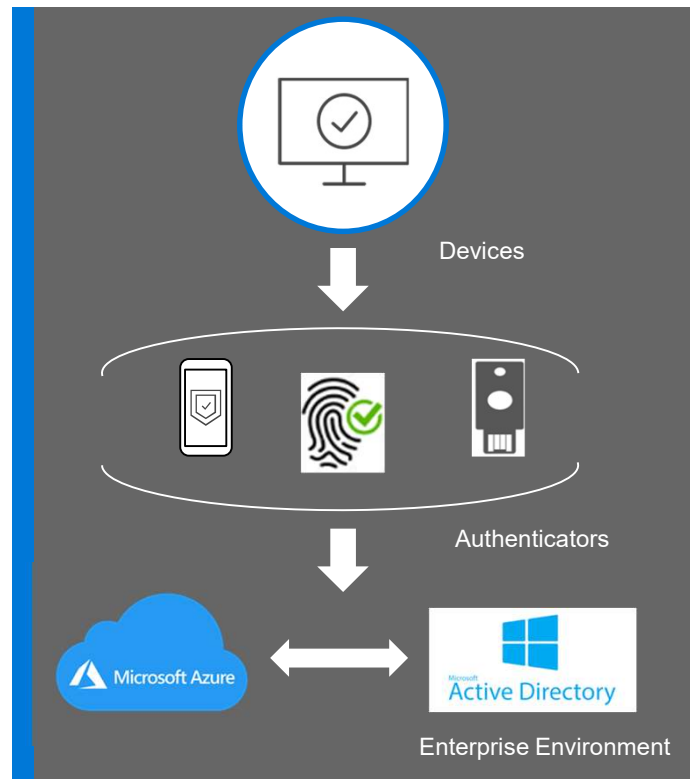 Devices
Authenticators
Microsoft Azure
Microsoft
Active Directory
Enterprise Environment